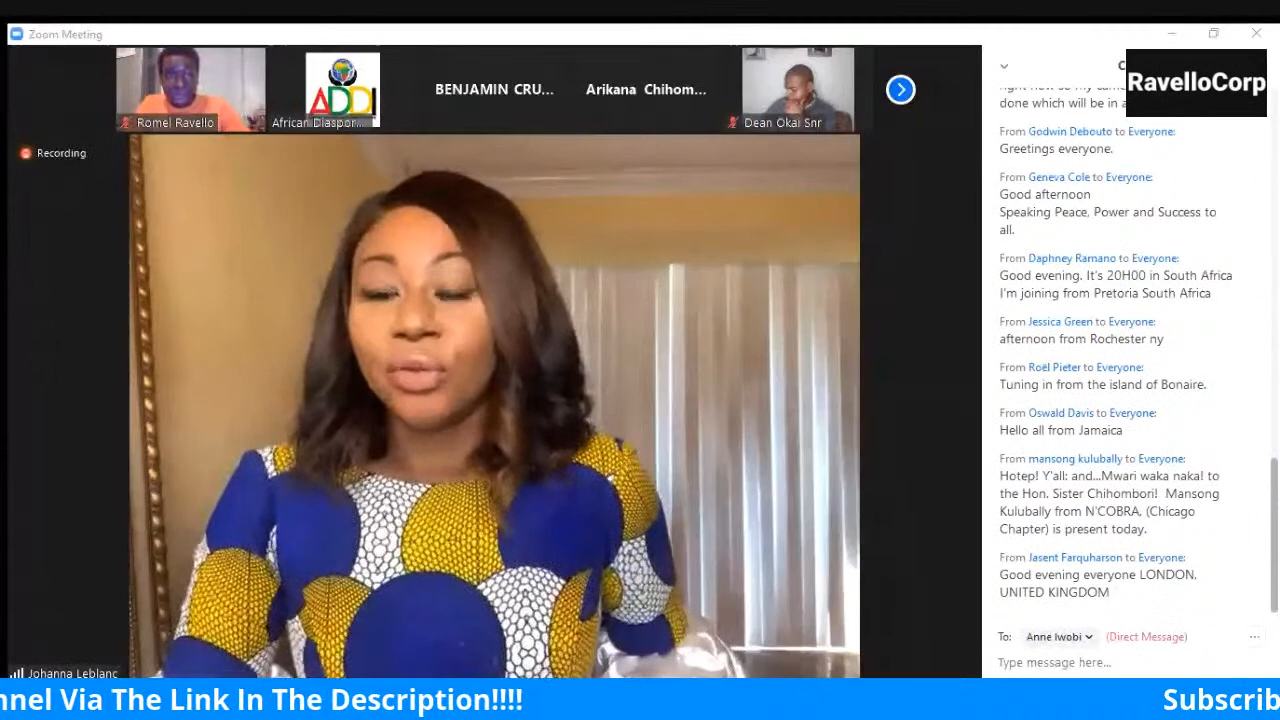 Zoom Meeting
Romel Ravello
ADDI
African Diaspor...
BENJAMIN CRU...
Arikana Chihom...
Dean Okai Snr
Recording
Johanna Leblanc
C
RavelloCorp
done which will be in a
From Godwin Debouto to Everyone:
Greetings everyone.
From Geneva Cole to Everyone:
Good afternoon
Speaking Peace, Power and Success to
all.
From Daphney Ramano to Everyone:
Good evening. It's 20H00 in South Africa
I'm joining from Pretoria South Africa
From Jessica Green to Everyone:
afternoon from Rochester ny
From Roël Pieter to Everyone:
Tuning in from the island of Bonaire.
From Oswald Davis to Everyone:
Hello all from Jamaica
From mansong kulubally to Everyone:
Hotep! Y'all: and...Mwari waka naka! to
the Hon. Sister Chihombori! Mansong
Kulubally from N'COBRA, (Chicago
Chapter) is present today.
From Jasent Farquharson to Everyone:
Good evening everyone LONDON,
UNITED KINGDOM
To: Anne Iwobi (Direct Message) ...
Type message here...
nnel Via The Link In The Description!!!! Subscrib